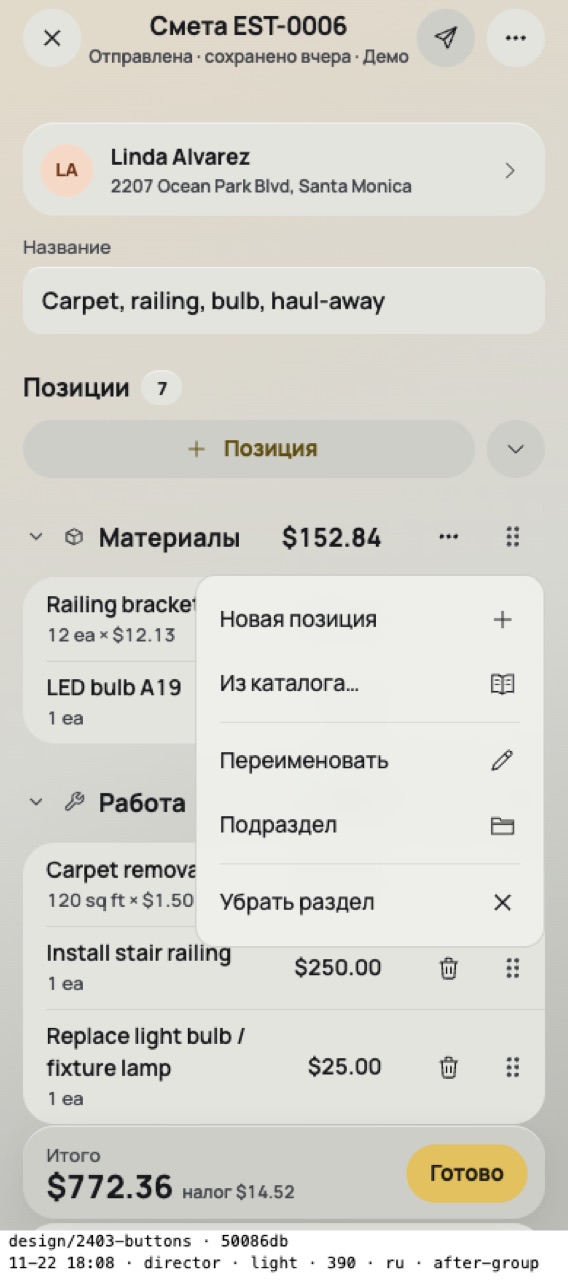 Смета EST-0006
Отправлена · сохранено вчера · Демо
LA
Linda Alvarez
2207 Ocean Park Blvd, Santa Monica
Название
Carpet, railing, bulb, haul-away
Позиции 7
+ Позиция
Материалы $152.84
Railing bracket
12 ea × $12.13
LED bulb A19
1 ea
Новая позиция
Из каталога...
Переименовать
Подраздел
Убрать раздел
Работа
Carpet remova
120 sq ft × $1.50
Install stair railing
1 ea
$250.00
Replace light bulb /
fixture lamp
1 ea
$25.00
Итого
$772.36 налог $14.52
Готово
design/2403-buttons · 50086db
11-22 18:08 · director · light · 390 · ru · after-group